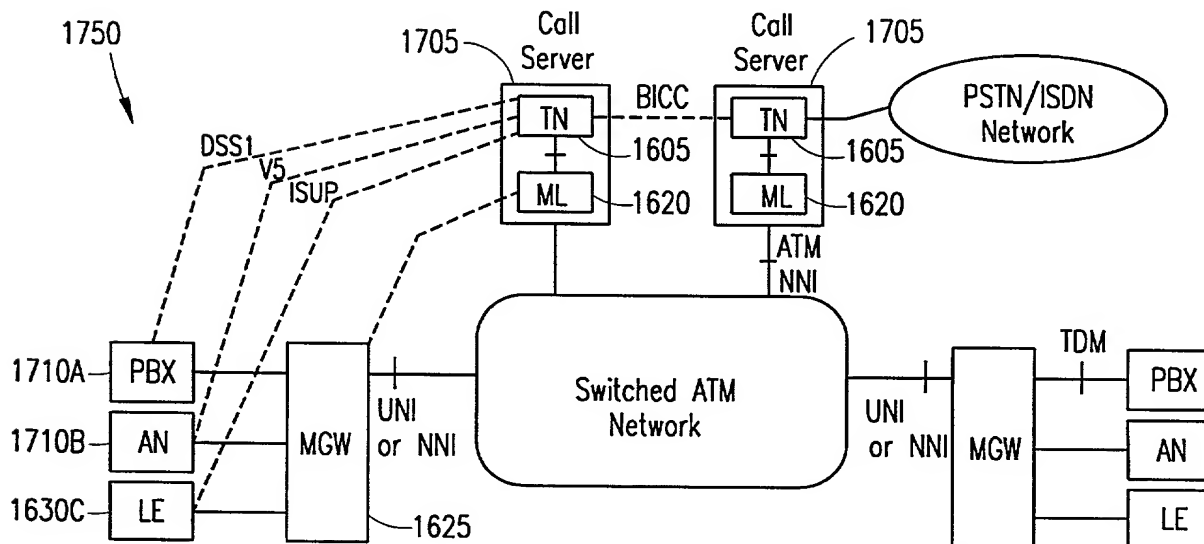 1750
1705
Call
Server
Call
Server
1705
TN
BICC
TN
PSTN/ISDN
Network
DSS1
V5
ISUP
1605
1605
ML
1620
ML
1620
ATM
NNI
1710A
PBX
1710B
AN
1630C
LE
MGW
1625
UNI
or NNI
Switched ATM
Network
UNI
or NNI
MGW
TDM
PBX
AN
LE